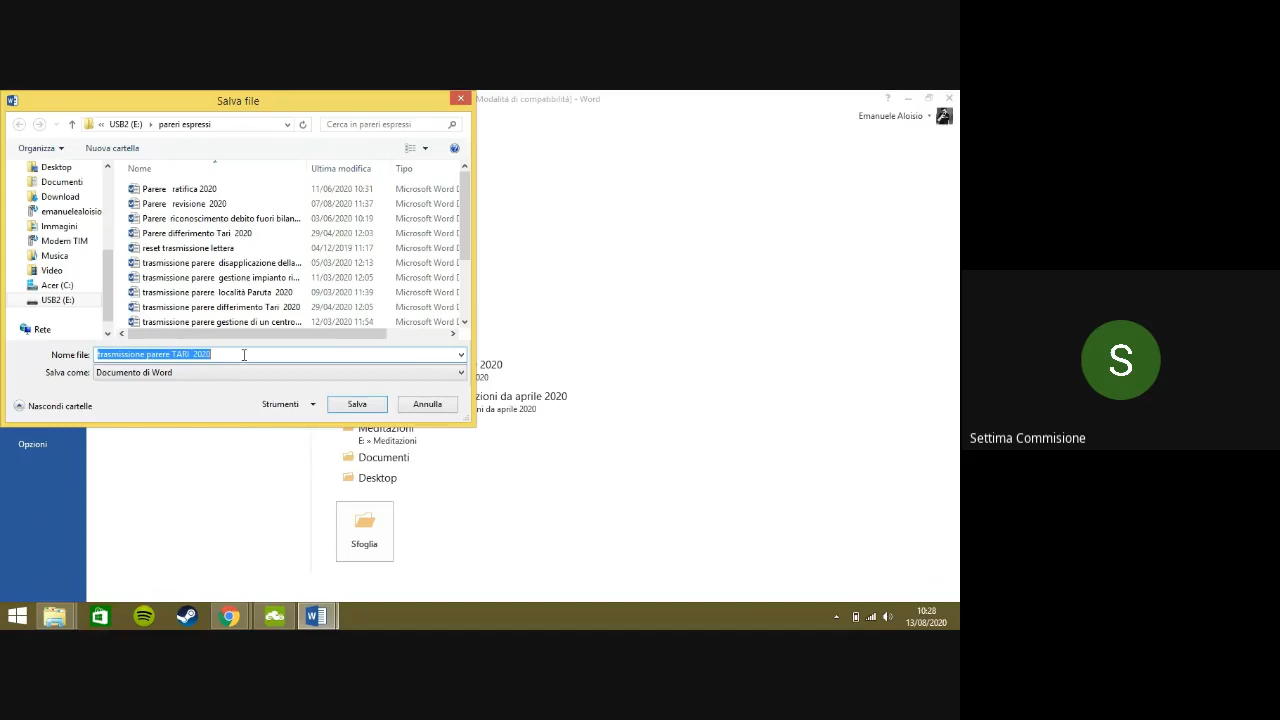 Salva file
[Modalità di compatibilità] - Word
?
Emanuele Aloisio
« USB2 (E:) pareri espressi
Cerca in pareri espressi
Organizza
Nuova cartella
Desktop
Documenti
Download
emanuelealoisio
Immagini
Modem TIM
Musica
Video
Acer (C:)
USB2 (E:)
Rete
Nome Ultima modifica Tipo
Parere ratifica 2020 11/06/2020 10:31 Microsoft Word D
Parere revisione 2020 07/08/2020 11:37 Microsoft Word D
Parere riconoscimento debito fuori bilan... 03/06/2020 10:19 Microsoft Word D
Parere differimento Tari 2020 29/04/2020 12:03 Microsoft Word D
reset trasmissione lettera 04/12/2019 11:17 Microsoft Word D
trasmissione parere disapplicazione della... 05/03/2020 12:13 Microsoft Word D
trasmissione parere gestione impianto ri... 11/03/2020 12:05 Microsoft Word D
trasmissione parere località Paruta 2020 09/03/2020 11:39 Microsoft Word D
trasmissione parere differimento Tari 2020 29/04/2020 12:05 Microsoft Word D
trasmissione parere gestione di un centro... 12/03/2020 11:54 Microsoft Word D
Nome file: trasmissione parere TARI 2020
Salva come: Documento di Word
Nascondi cartelle
Strumenti
Salva
Annulla
2020
020
zioni da aprile 2020
ni da aprile 2020
Meditazioni
E: » Meditazioni
Documenti
Desktop
Sfoglia
Opzioni
10:28
13/08/2020
S
Settima Commisione